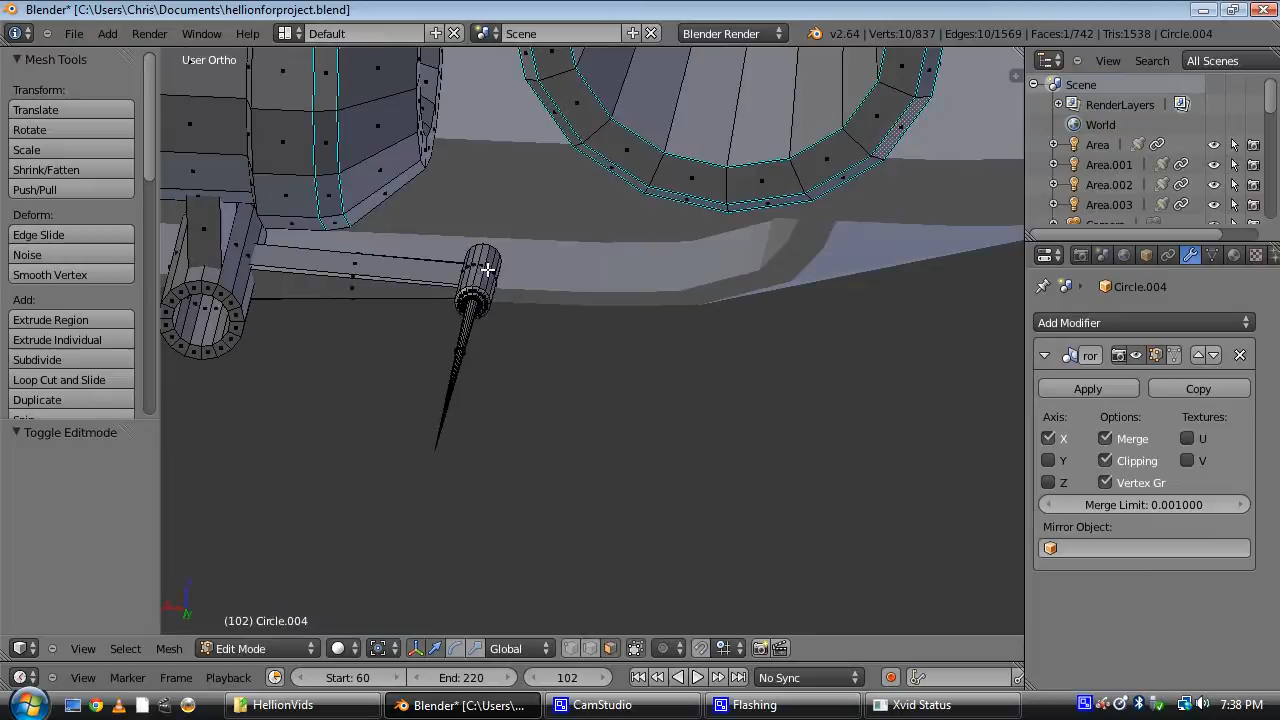 Blender* [C:\Users\Chris\Documents\hellionforproject.blend]
File Add Render Window Help Default Scene Blender Render v2.64 | Verts:10/837 | Edges:10/1569 | Faces:1/742 | Tris:1538 | Circle.004
Mesh Tools
Transform:
Translate
Rotate
Scale
Shrink/Fatten
Push/Pull
Deform:
Edge Slide
Noise
Smooth Vertex
Add:
Extrude Region
Extrude Individual
Subdivide
Loop Cut and Slide
Duplicate
Toggle Editmode
User Ortho
(102) Circle.004
View Search All Scenes
Scene
RenderLayers
World
Area
Area.001
Area.002
Area.003
Circle.004
Add Modifier
ror
Apply Copy
Axis: Options: Textures:
X Merge U
Y Clipping V
Z Vertex Gr
Merge Limit: 0.001000
Mirror Object:
View Select Mesh Edit Mode Global
View Marker Frame Playback Start: 60 End: 220 102 No Sync
HellionVids Blender* [C:\Users\... CamStudio Flashing Xvid Status 7:38 PM